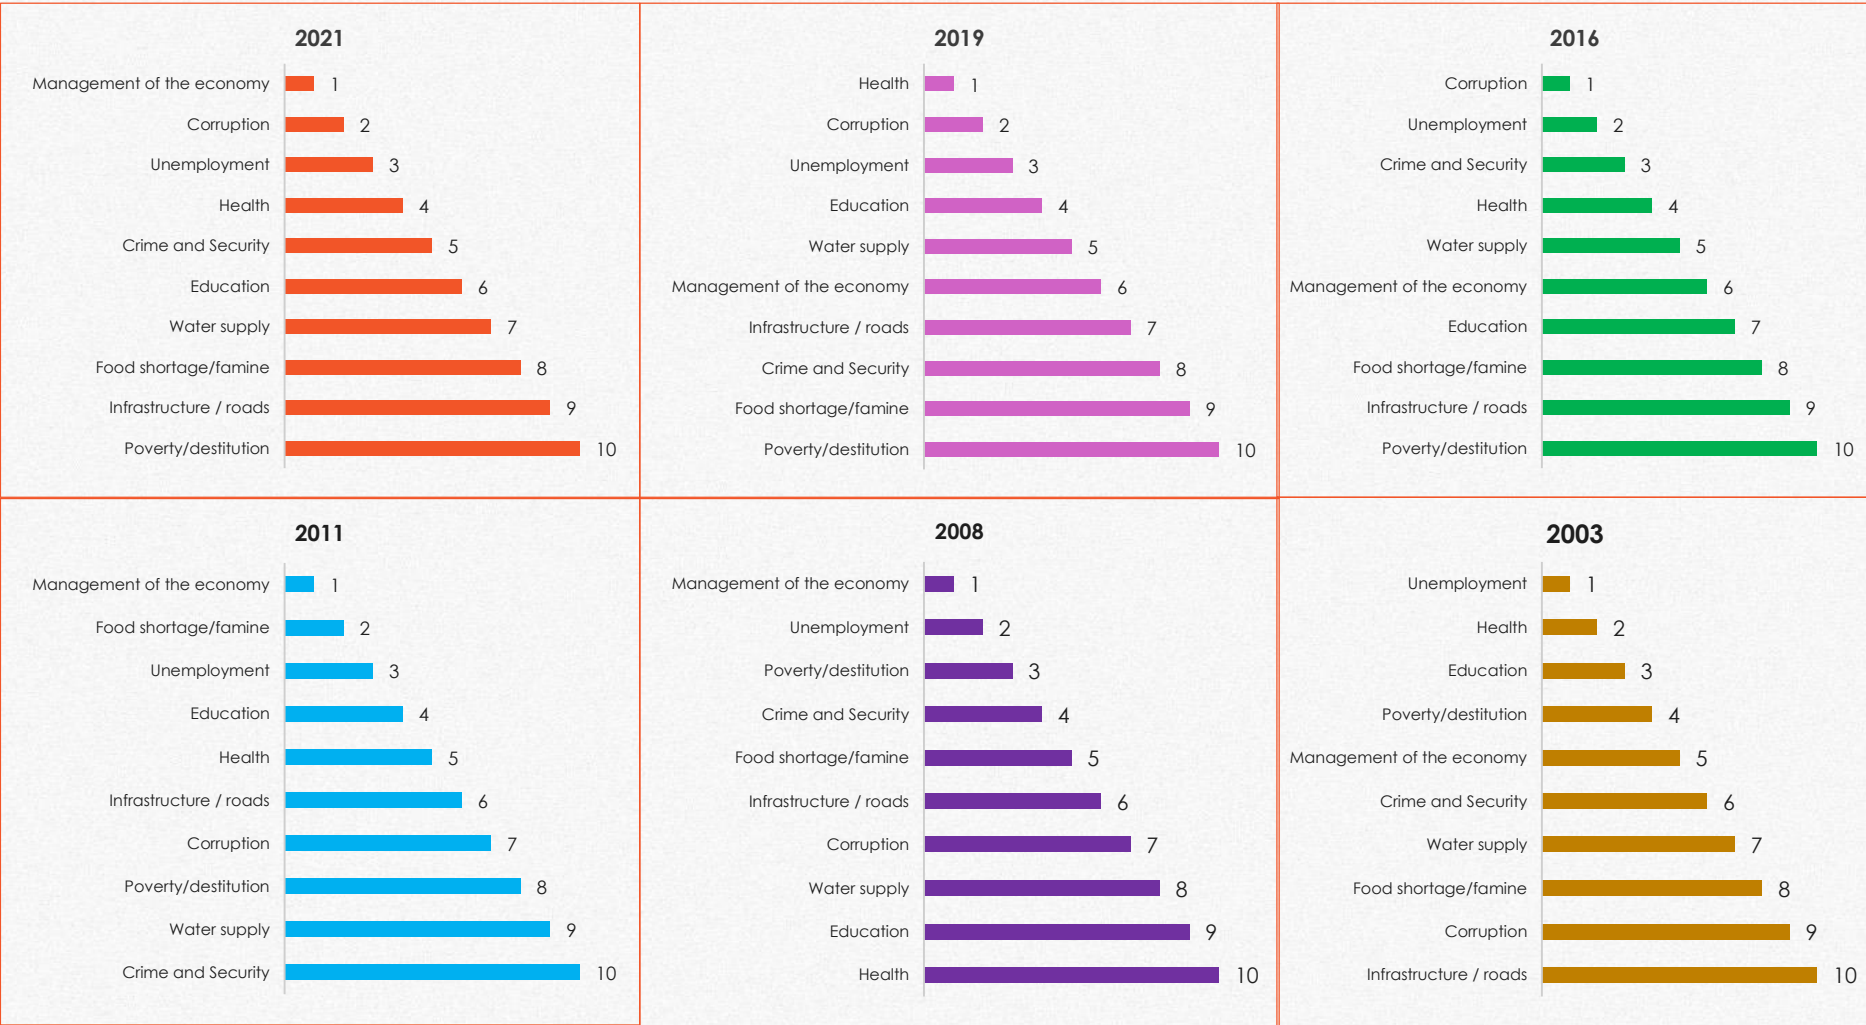 2021
Management of the economy 1
Corruption 2
Unemployment 3
Health 4
Crime and Security 5
Education 6
Water supply 7
Food shortage/famine 8
Infrastructure / roads 9
Poverty/destitution 10
2019
Health 1
Corruption 2
Unemployment 3
Education 4
Water supply 5
Management of the economy 6
Infrastructure / roads 7
Crime and Security 8
Food shortage/famine 9
Poverty/destitution 10
2016
Corruption 1
Unemployment 2
Crime and Security 3
Health 4
Water supply 5
Management of the economy 6
Education 7
Food shortage/famine 8
Infrastructure / roads 9
Poverty/destitution 10
2011
Management of the economy 1
Food shortage/famine 2
Unemployment 3
Education 4
Health 5
Infrastructure / roads 6
Corruption 7
Poverty/destitution 8
Water supply 9
Crime and Security 10
2008
Management of the economy 1
Unemployment 2
Poverty/destitution 3
Crime and Security 4
Food shortage/famine 5
Infrastructure / roads 6
Corruption 7
Water supply 8
Education 9
Health 10
2003
Unemployment 1
Health 2
Education 3
Poverty/destitution 4
Management of the economy 5
Crime and Security 6
Water supply 7
Food shortage/famine 8
Corruption 9
Infrastructure / roads 10